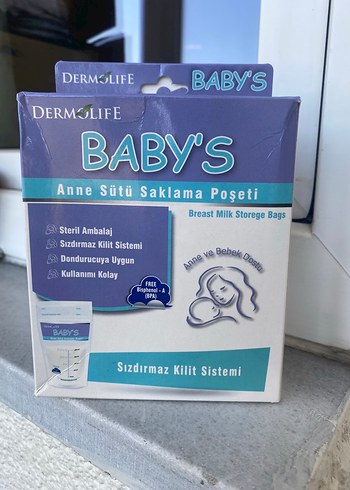 DERMOLIFE BABY'S
DERMOLIFE
BABY'S
Anne Sütü Saklama Poşeti
Breast Milk Storege Bags
Steril Ambalaj
Sızdırmaz Kilit Sistemi
Dondurucuya Uygun
Kullanımı Kolay
FREE
Bisphenol - A
(BPA)
Anne ve Bebek Dostu
BABY'S
Sızdırmaz Kilit Sistemi